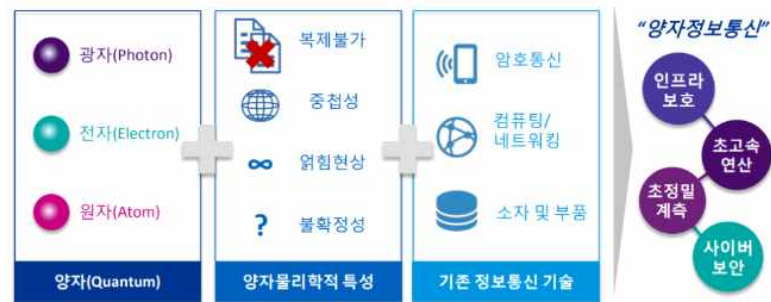 광자(Photon)
전자(Electron)
원자(Atom)
양자(Quantum)
복제불가
중첩성
얽힘현상
?
불확정성
양자물리학적 특성
암호통신
컴퓨팅/
네트워킹
소자 및 부품
기존 정보통신 기술
“양자정보통신”
인프라
보호
초고속
연산
초정밀
계측
사이버
보안